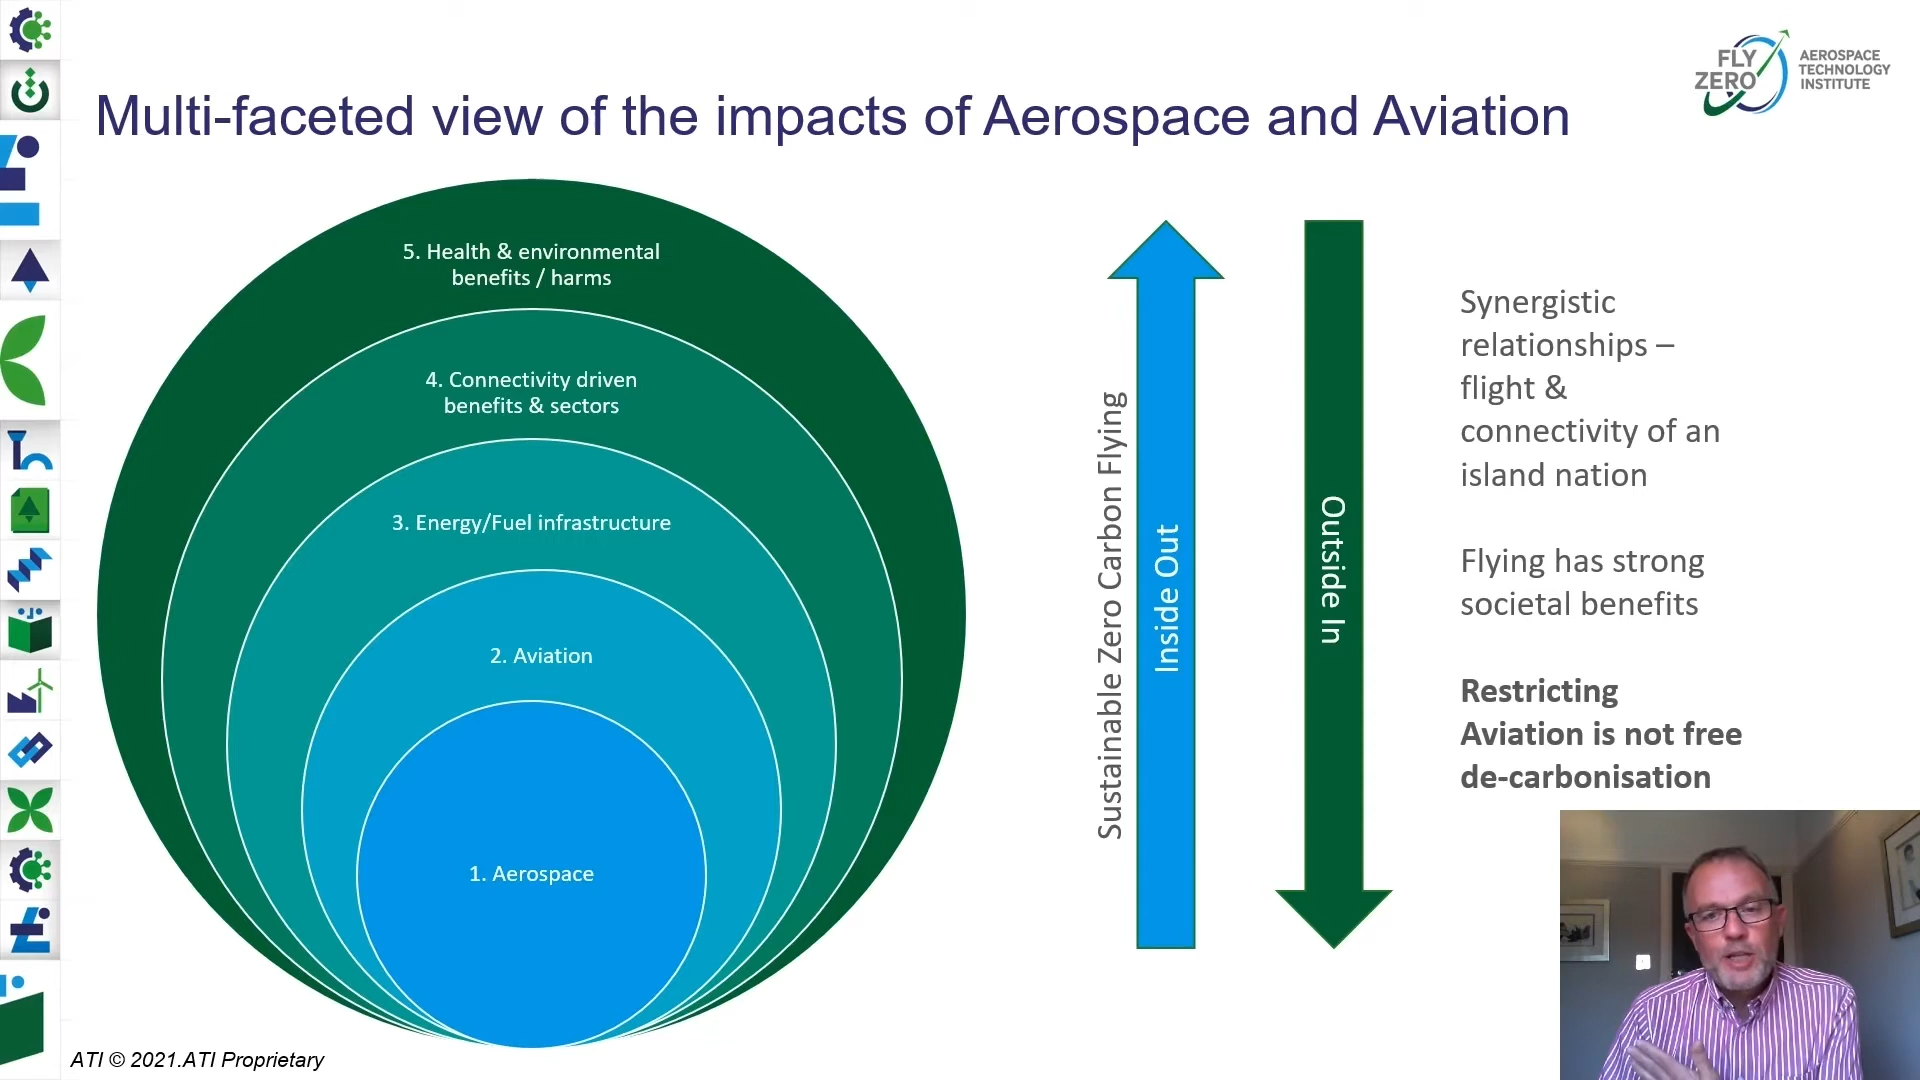 FLY
ZERO
AEROSPACE
TECHNOLOGY
INSTITUTE
Multi-faceted view of the impacts of Aerospace and Aviation
5. Health & environmental
benefits / harms
4. Connectivity driven
benefits & sectors
3. Energy/Fuel infrastructure
2. Aviation
1. Aerospace
Sustainable Zero Carbon Flying
Inside Out
Outside In
Synergistic
relationships –
flight &
connectivity of an
island nation
Flying has strong
societal benefits
Restricting
Aviation is not free
de-carbonisation
ATI © 2021.ATI Proprietary